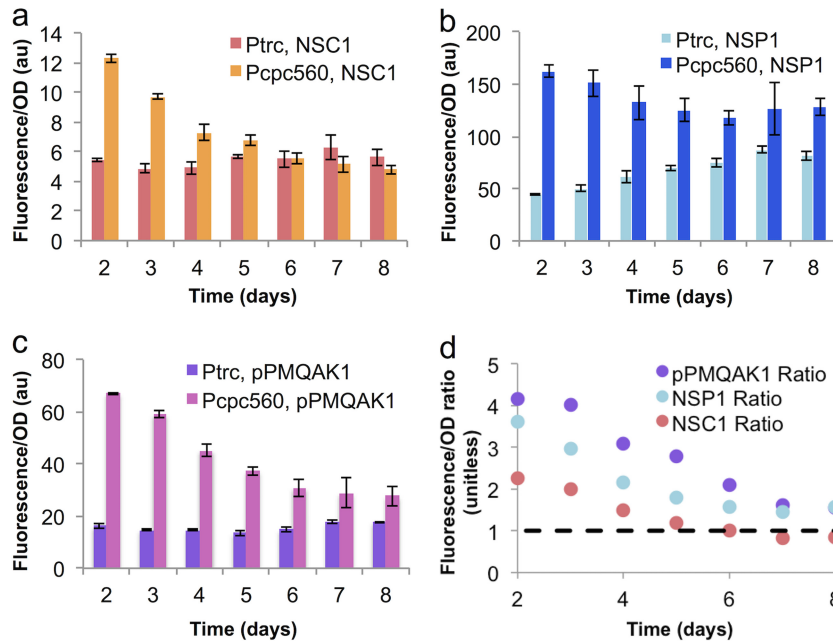 a
Fluorescence/OD (au)
14
12
10
8
6
4
2
0
Ptrc, NSC1
Pcpc560, NSC1
2 3 4 5 6 7 8
Time (days)
b
Fluorescence/OD (au)
200
150
100
50
0
Ptrc, NSP1
Pcpc560, NSP1
2 3 4 5 6 7 8
Time (days)
c
Fluorescence/OD (au)
80
60
40
20
0
Ptrc, pPMQAK1
Pcpc560, pPMQAK1
2 3 4 5 6 7 8
Time (days)
d
Fluorescence/OD ratio
(unitless)
5
4
3
2
1
0
pPMQAK1 Ratio
NSP1 Ratio
NSC1 Ratio
2 4 6 8
Time (days)